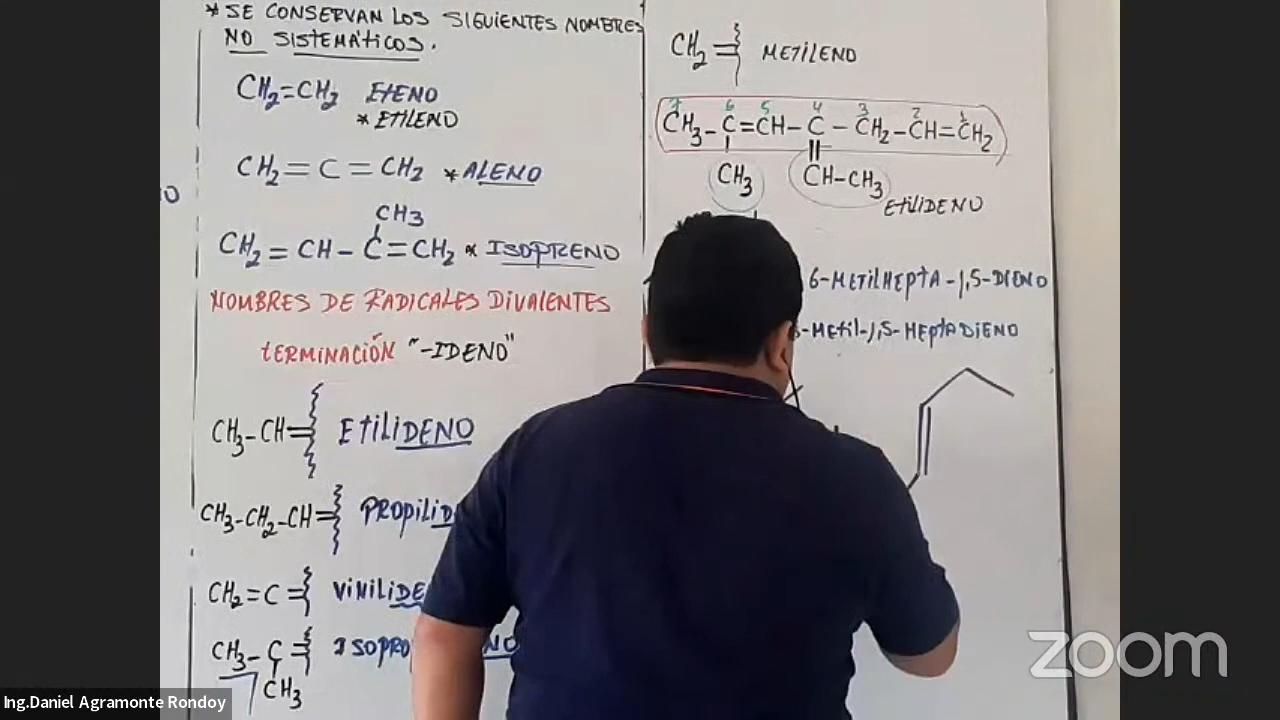 * SE CONSERVAN LOS SIGUIENTES NOMBRES
NO SISTEMÁTICOS.
CH2=CH2 ETENO
* ETILENO
CH2=C=CH2 * ALENO
CH3
CH2=CH-C=CH2 * ISOPRENO
NOMBRES DE RADICALES DIVALENTES
TERMINACIÓN "-IDENO"
CH3-CH= ETILIDENO
CH3-CH2-CH=
CH2=C=
CH3-C=
CH3
CH2= METILENO
7 6 5 4 3 2 1
CH3-C=CH-C-CH2-CH=CH2
CH3 CH-CH3
ETILIDENO
6-METILHEPTA-1,5-DIENO
-METIL-1,5-HEPTADIENO
zoom
Ing.Daniel Agramonte Rondoy